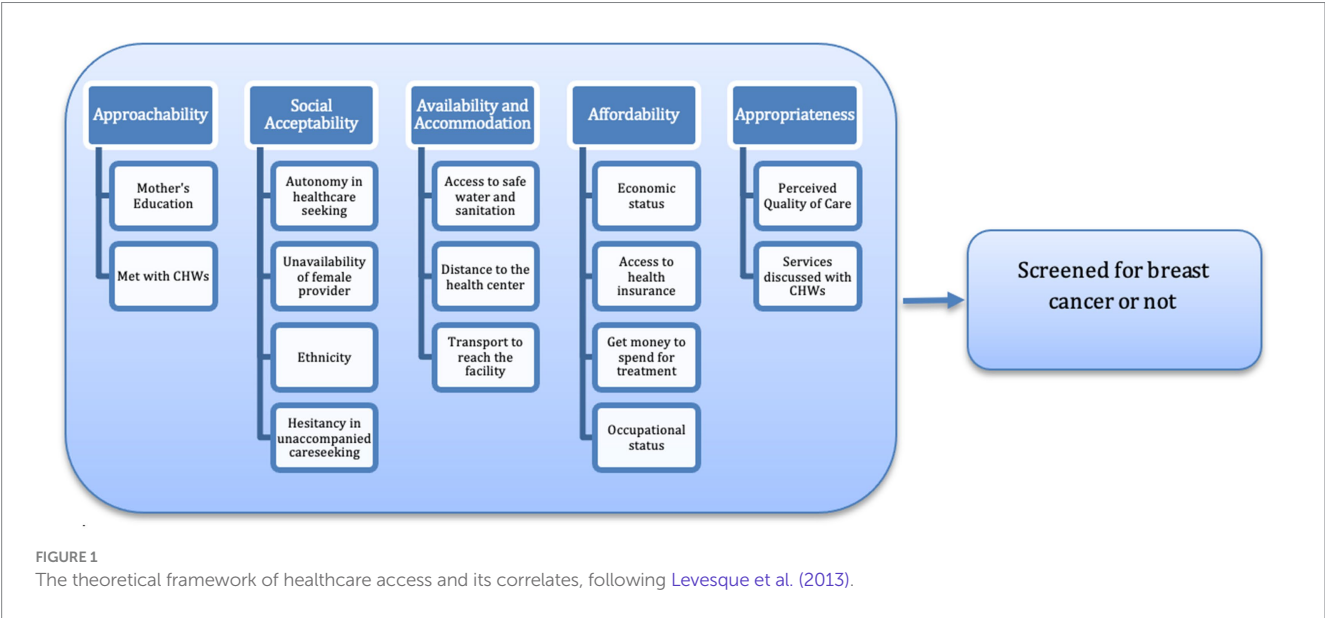 Approachability
Mother's
Education
Met with CHWs
Social
Acceptability
Autonomy in
healthcare
seeking
Unavailability
of female
provider
Ethnicity
Hesitancy in
unaccompanied
careseeking
Availability and
Accommodation
Access to safe
water and
sanitation
Distance to the
health center
Transport to
reach the
facility
Affordability
Economic
status
Access to
health
insurance
Get money to
spend for
treatment
Occupational
status
Appropriateness
Perceived
Quality of Care
Services
discussed with
CHWs
Screened for breast
cancer or not
.
FIGURE 1
The theoretical framework of healthcare access and its correlates, following Levesque et al. (2013).